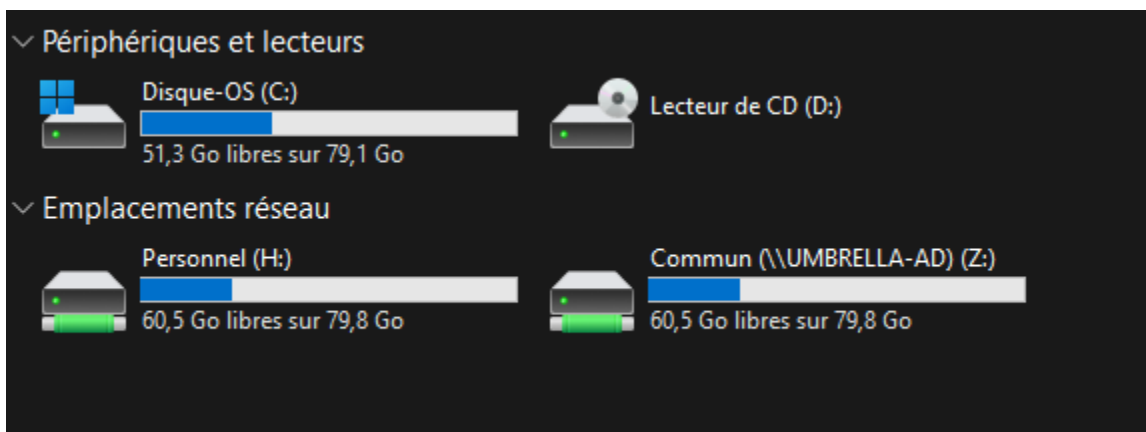 Périphériques et lecteurs
Disque-OS (C:)
51,3 Go libres sur 79,1 Go
Lecteur de CD (D:)
Emplacements réseau
Personnel (H:)
60,5 Go libres sur 79,8 Go
Commun (\\UMBRELLA-AD) (Z:)
60,5 Go libres sur 79,8 Go